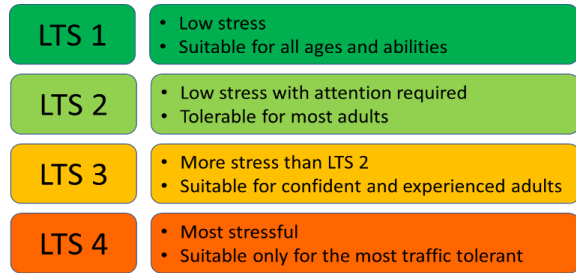 LTS 1
• Low stress
• Suitable for all ages and abilities
LTS 2
• Low stress with attention required
• Tolerable for most adults
LTS 3
• More stress than LTS 2
• Suitable for confident and experienced adults
LTS 4
• Most stressful
• Suitable only for the most traffic tolerant